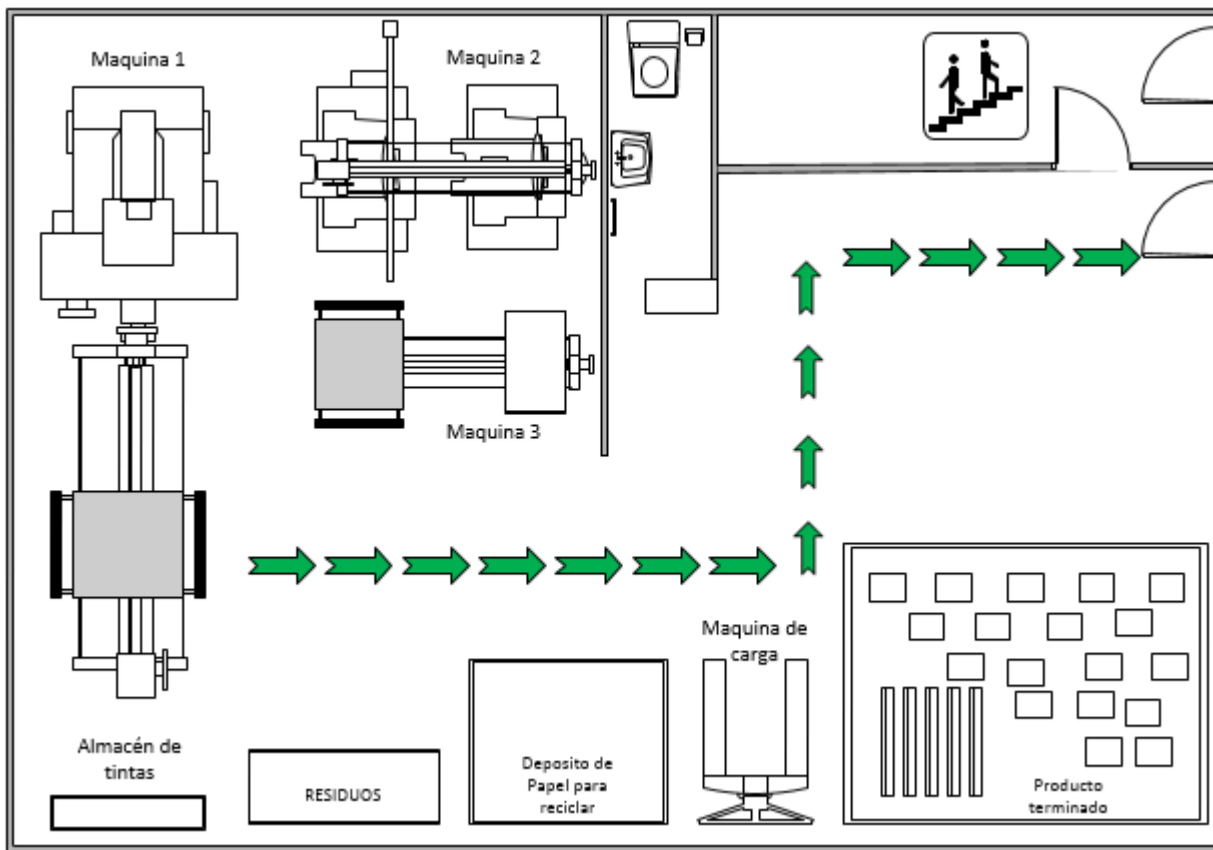 Maquina 1
Maquina 2
Maquina 3
Maquina de
carga
Almacén de
tintas
RESIDUOS
Deposito de
Papel para
reciclar
Producto
terminado